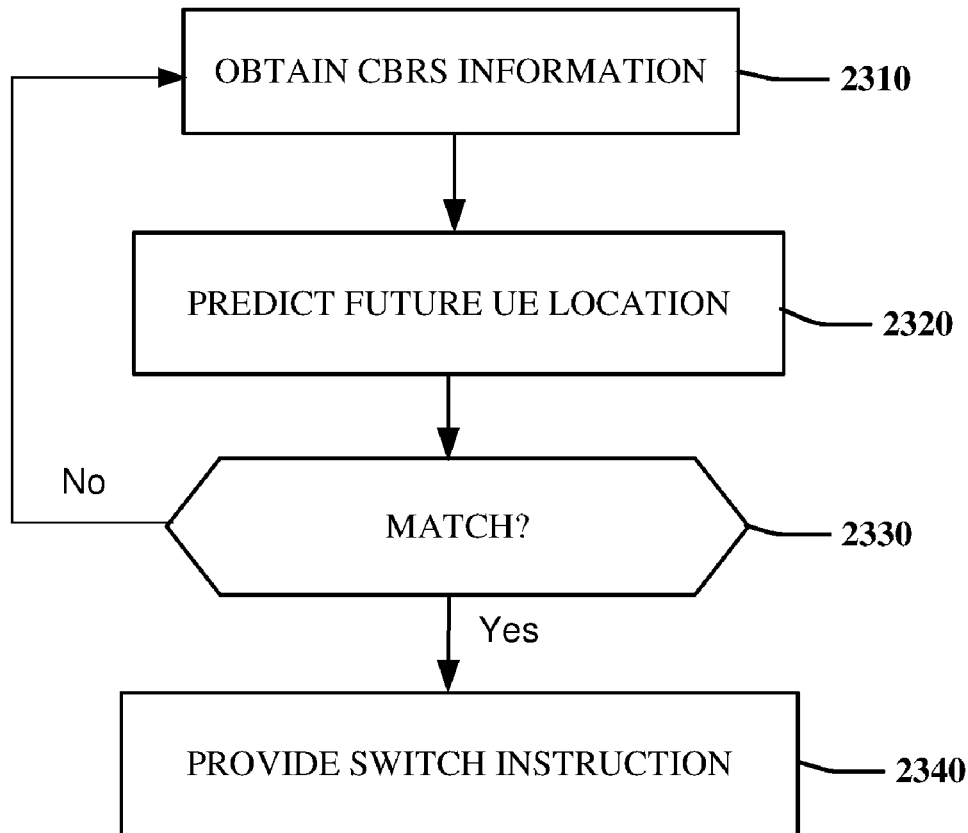 OBTAIN CBRS INFORMATION
2310
PREDICT FUTURE UE LOCATION
2320
No
MATCH?
2330
Yes
PROVIDE SWITCH INSTRUCTION
2340